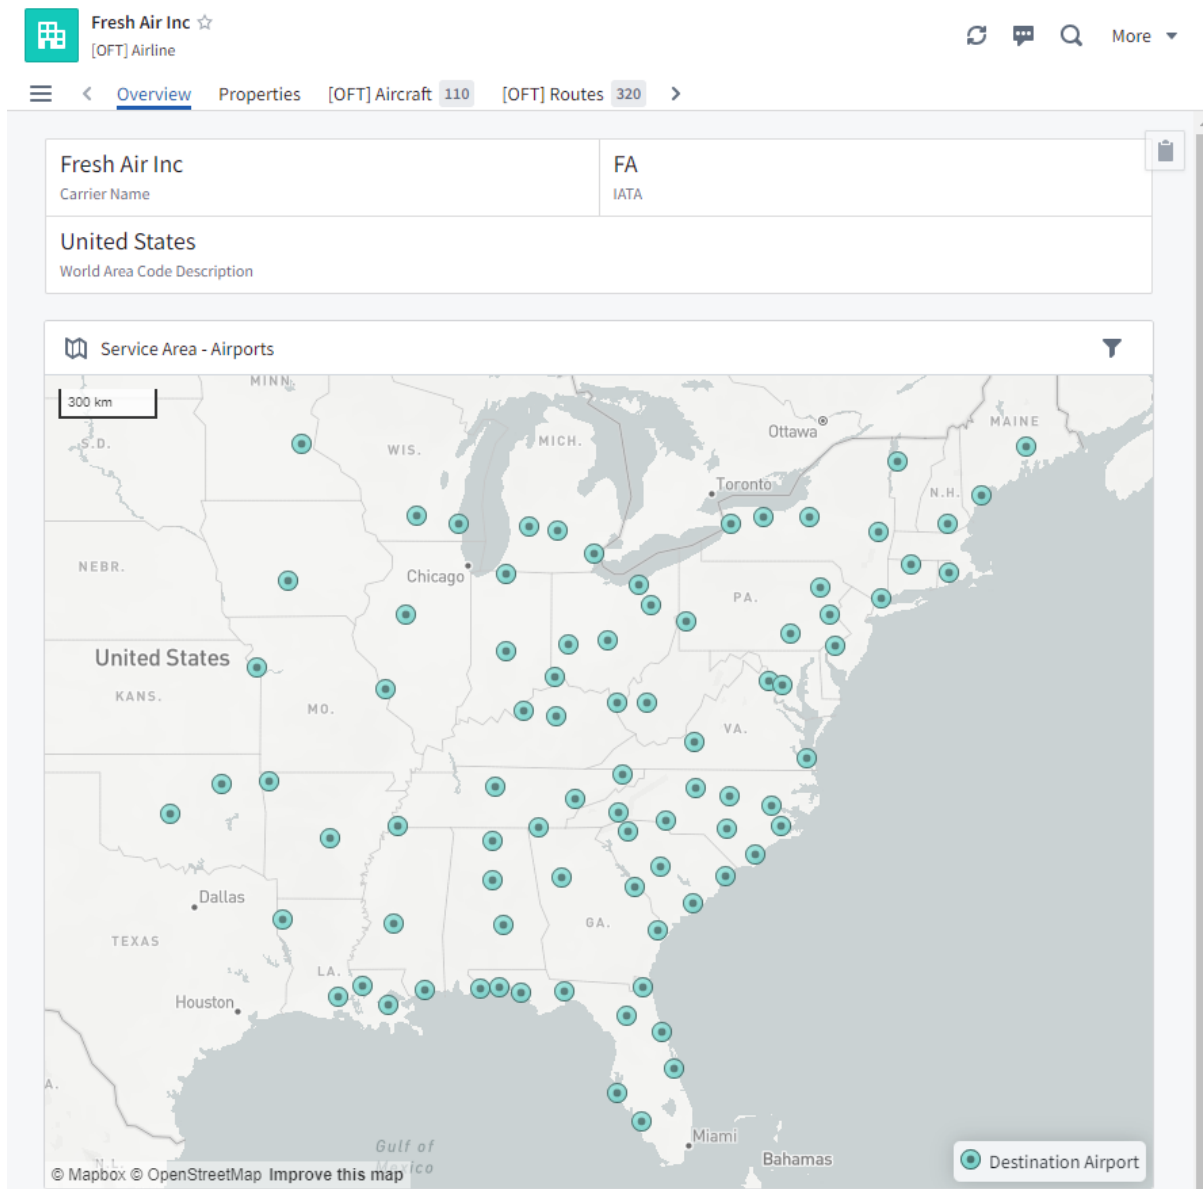 Fresh Air Inc
[OFT] Airline
More
Overview Properties [OFT] Aircraft 110 [OFT] Routes 320
Fresh Air Inc
Carrier Name
FA
IATA
United States
World Area Code Description
Service Area - Airports
300 km
MINN.
S.D.
WIS.
MICH.
Ottawa
MAINE
Toronto
N.H.
NEBR.
Chicago
PA.
United States
KANS.
MO.
VA.
Dallas
TEXAS
GA.
LA.
Houston
A.
Gulf of
Mexico
Miami
Bahamas
N.L.
© Mapbox © OpenStreetMap Improve this map
Destination Airport